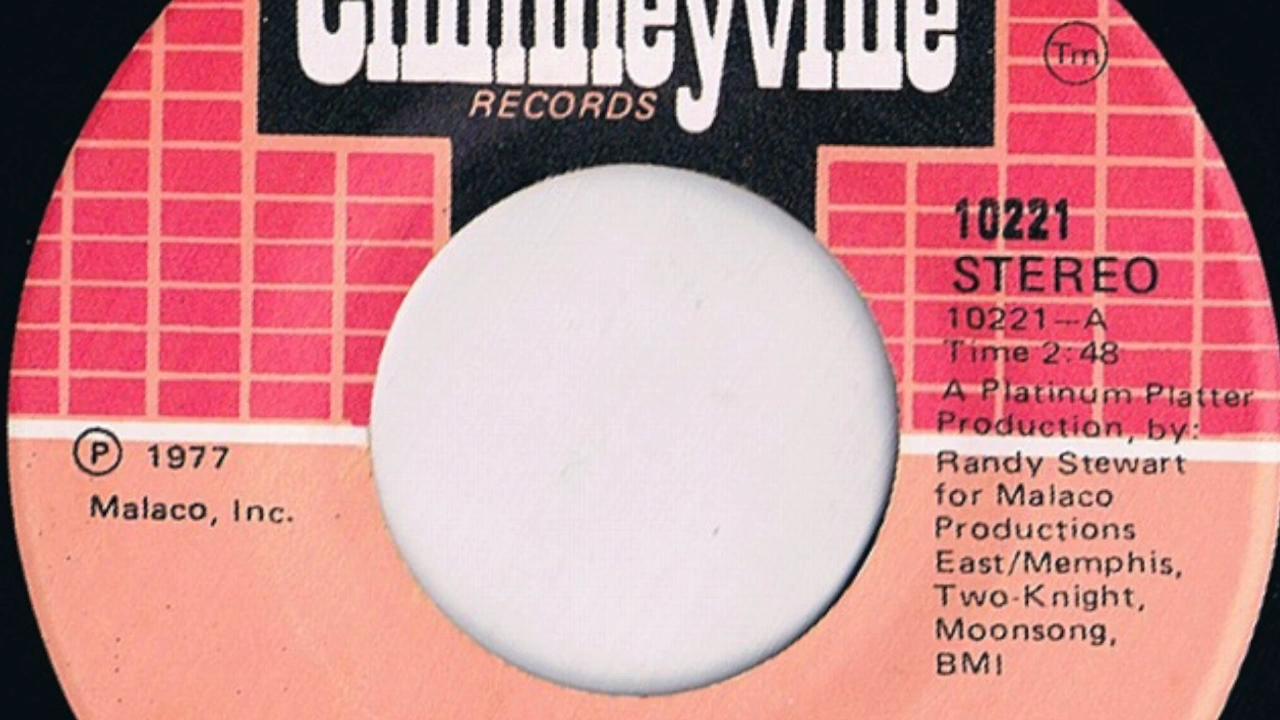 Chimneyville
RECORDS
Tm
10221
STEREO
10221-A
Time 2:48
A Platinum Platter
Production, by:
Randy Stewart
for Malaco
Productions
East/Memphis,
Two-Knight,
Moonsong,
BMI
P 1977
Malaco, Inc.